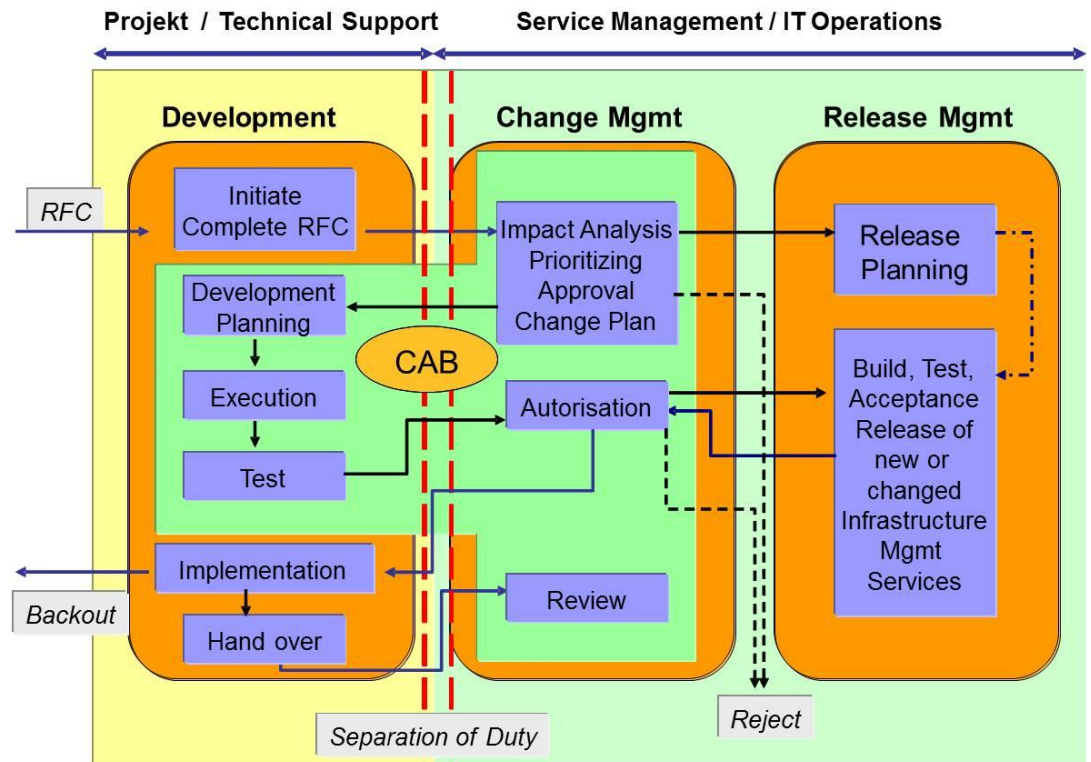 Projekt / Technical Support
Service Management / IT Operations
Development
Change Mgmt
Release Mgmt
RFC
Initiate
Complete RFC
Impact Analysis
Prioritizing
Approval
Change Plan
Release
Planning
Development
Planning
CAB
Execution
Autorisation
Build, Test,
Acceptance
Release of
new or
changed
Infrastructure
Mgmt
Services
Test
Implementation
Backout
Review
Hand over
Reject
Separation of Duty